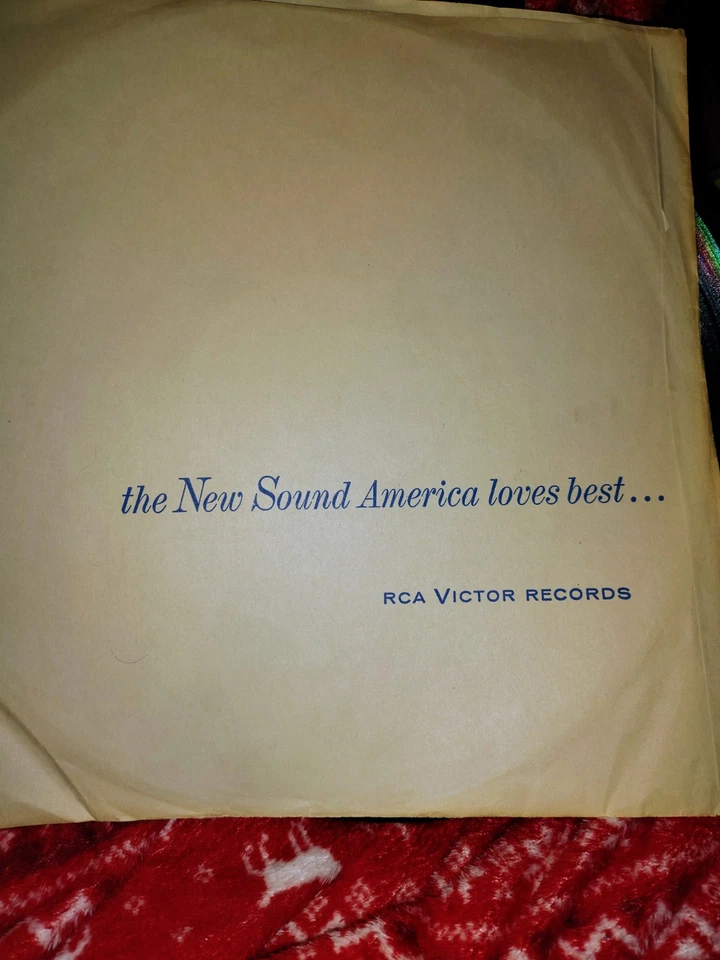 the New Sound America loves best...
RCA VICTOR RECORDS